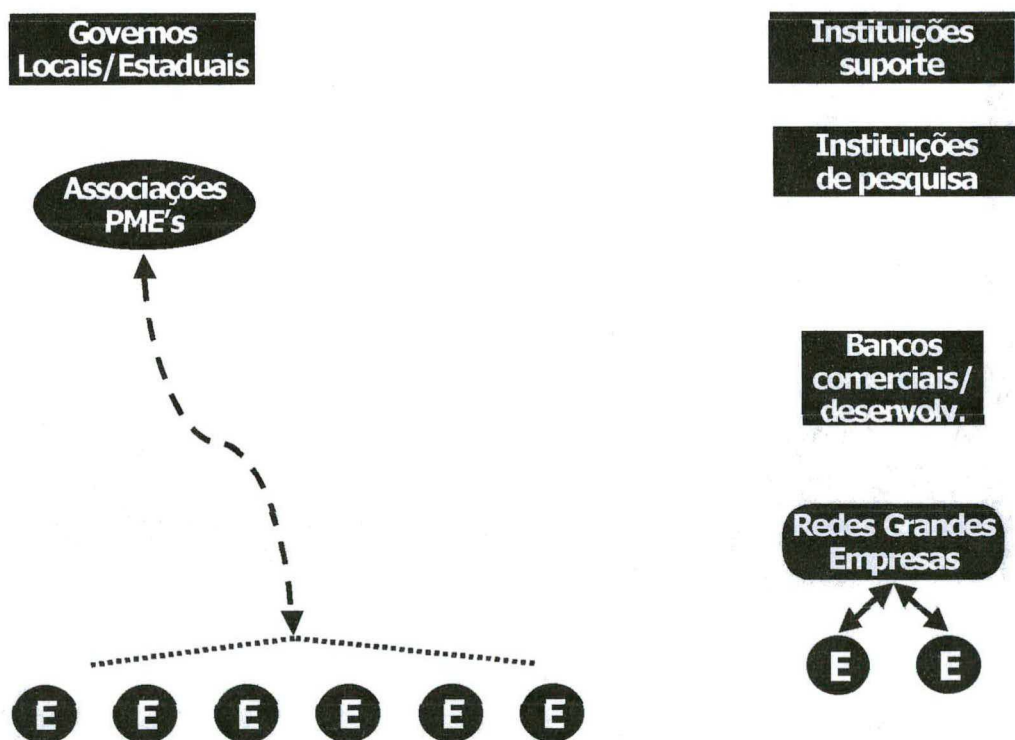 Governos
Locais/Estaduais
Instituições
suporte
Instituições
de pesquisa
Associações
PME's
Bancos
comerciais/
desenvolv.
Redes Grandes
Empresas
E E
E E E E E E